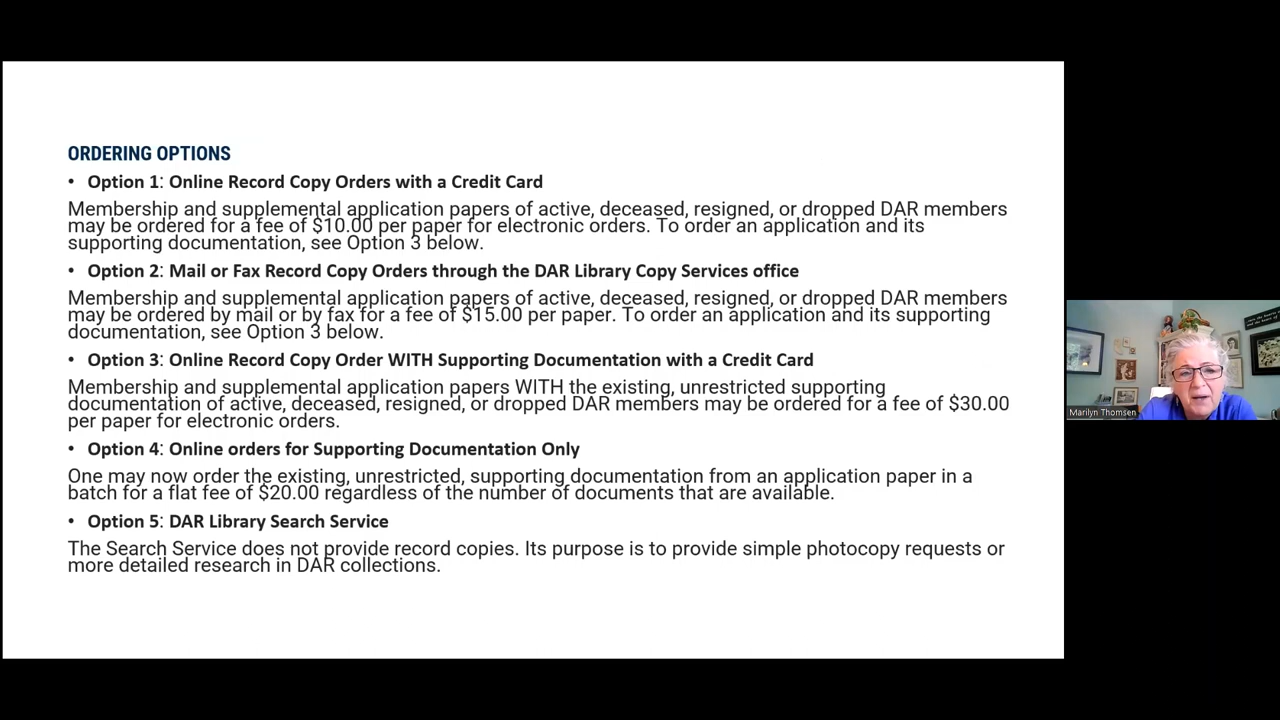 ORDERING OPTIONS
• Option 1: Online Record Copy Orders with a Credit Card
Membership and supplemental application papers of active, deceased, resigned, or dropped DAR members
may be ordered for a fee of $10.00 per paper for electronic orders. To order an application and its
supporting documentation, see Option 3 below.
• Option 2: Mail or Fax Record Copy Orders through the DAR Library Copy Services office
Membership and supplemental application papers of active, deceased, resigned, or dropped DAR members
may be ordered by mail or by fax for a fee of $15.00 per paper. To order an application and its supporting
documentation, see Option 3 below.
• Option 3: Online Record Copy Order WITH Supporting Documentation with a Credit Card
Membership and supplemental application papers WITH the existing, unrestricted supporting
documentation of active, deceased, resigned, or dropped DAR members may be ordered for a fee of $30.00
per paper for electronic orders.
• Option 4: Online orders for Supporting Documentation Only
One may now order the existing, unrestricted, supporting documentation from an application paper in a
batch for a flat fee of $20.00 regardless of the number of documents that are available.
• Option 5: DAR Library Search Service
The Search Service does not provide record copies. Its purpose is to provide simple photocopy requests or
more detailed research in DAR collections.
Marilyn Thomsen